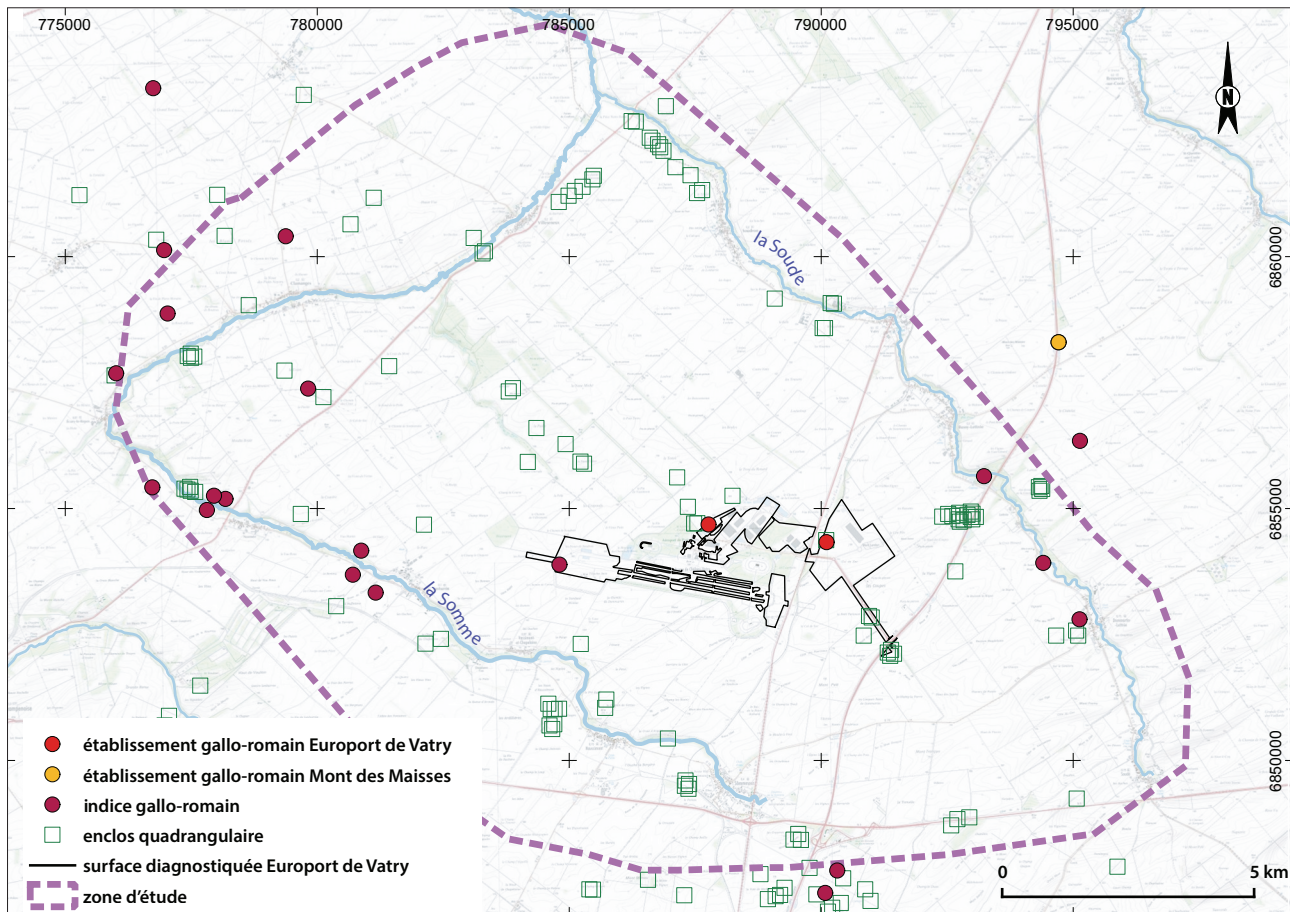 775000 780000 785000 790000 795000
N
la Soude
6860000
6855000
la Somme
6850000
établissement gallo-romain Europort de Vatry
établissement gallo-romain Mont des Maisses
indice gallo-romain
enclos quadrangulaire
surface diagnostiquée Europort de Vatry
zone d'étude
0 5 km